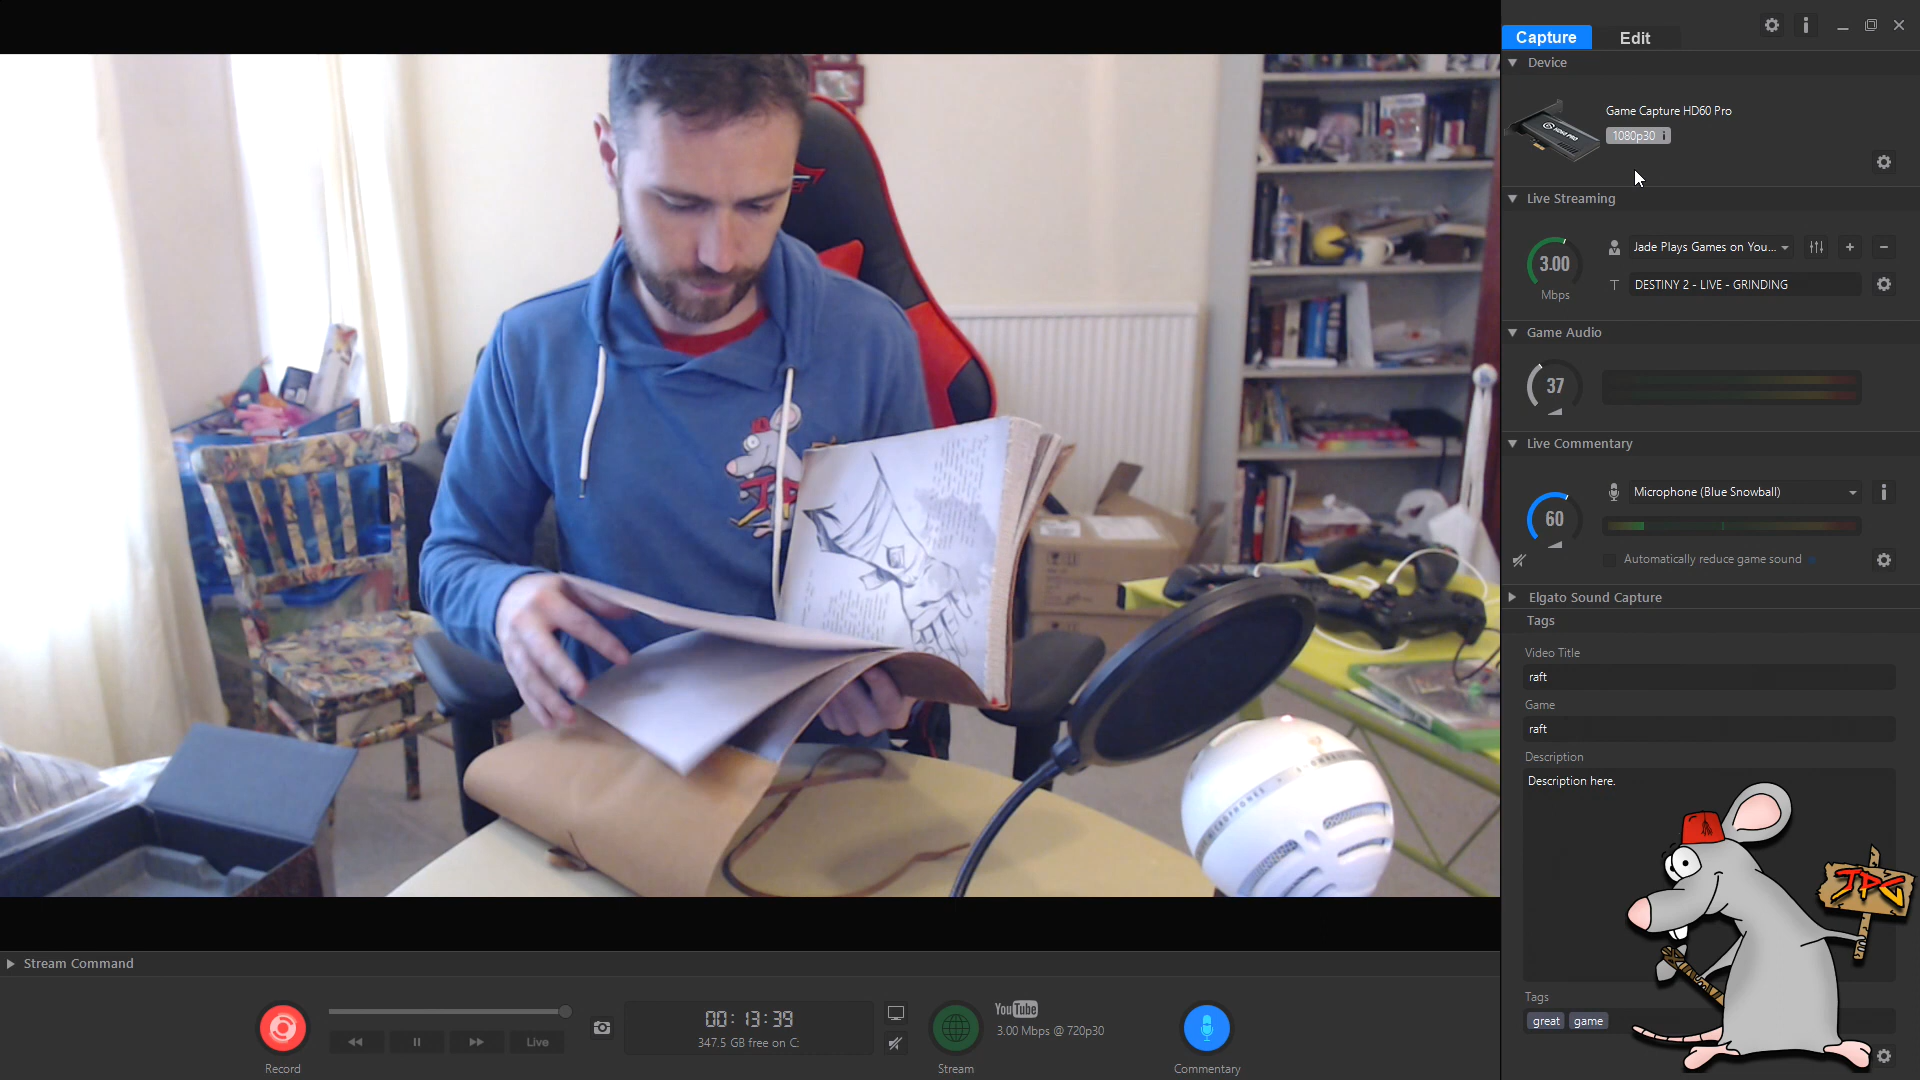 Capture Edit
Device
Game Capture HD60 Pro
1080p30 i
Live Streaming
3.00
Mbps
Jade Plays Games on You...
T DESTINY 2 - LIVE - GRINDING
Game Audio
37
Live Commentary
Microphone (Blue Snowball)
60
Automatically reduce game sound
Elgato Sound Capture
Tags
Video Title
raft
Game
raft
Description
Description here.
JPG
Tags
great game
Stream Command
Record
Live
00:13:39
347.5 GB free on C:
Stream
YouTube
3.00 Mbps @ 720p30
Commentary